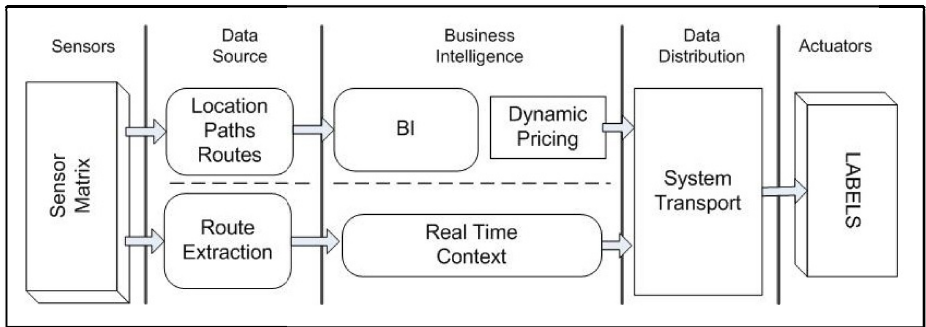 Sensors
Data
Source
Business
Intelligence
Data
Distribution
Actuators
Sensor
Matrix
Location
Paths
Routes
BI
Dynamic
Pricing
System
Transport
LABELS
Route
Extraction
Real Time
Context